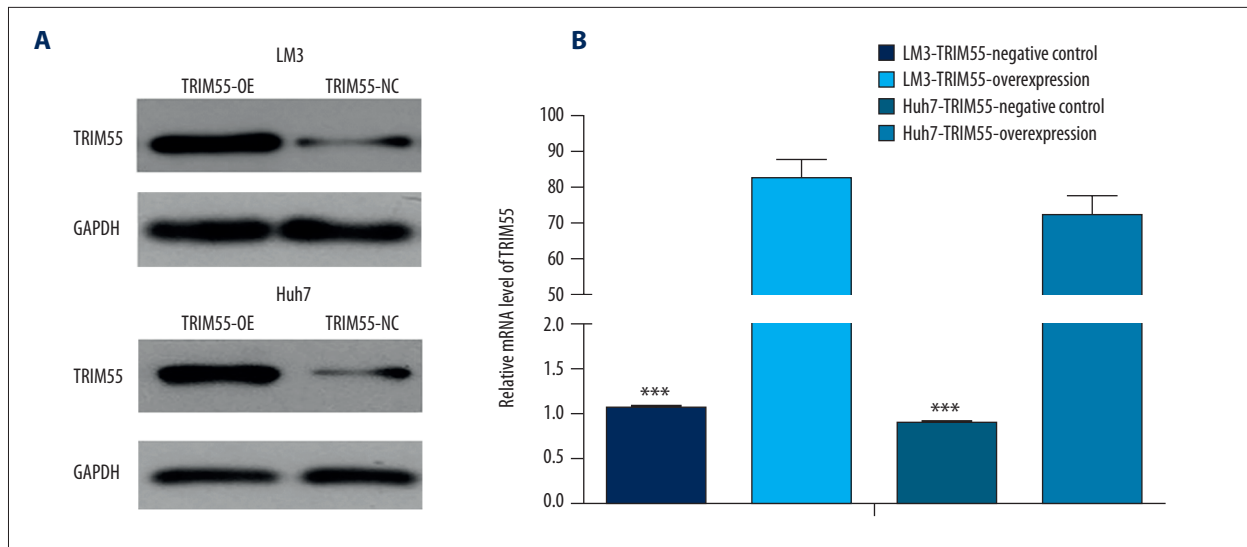 A
LM3
TRIM55-OE TRIM55-NC
TRIM55
GAPDH
Huh7
TRIM55-OE TRIM55-NC
TRIM55
GAPDH
B
LM3-TRIM55-negative control
LM3-TRIM55-overexpression
Huh7-TRIM55-negative control
Huh7-TRIM55-overexpression
Relative mRNA level of TRIM55
100
90
80
70
60
50
2.0
1.5
1.0
0.5
0.0
***
***